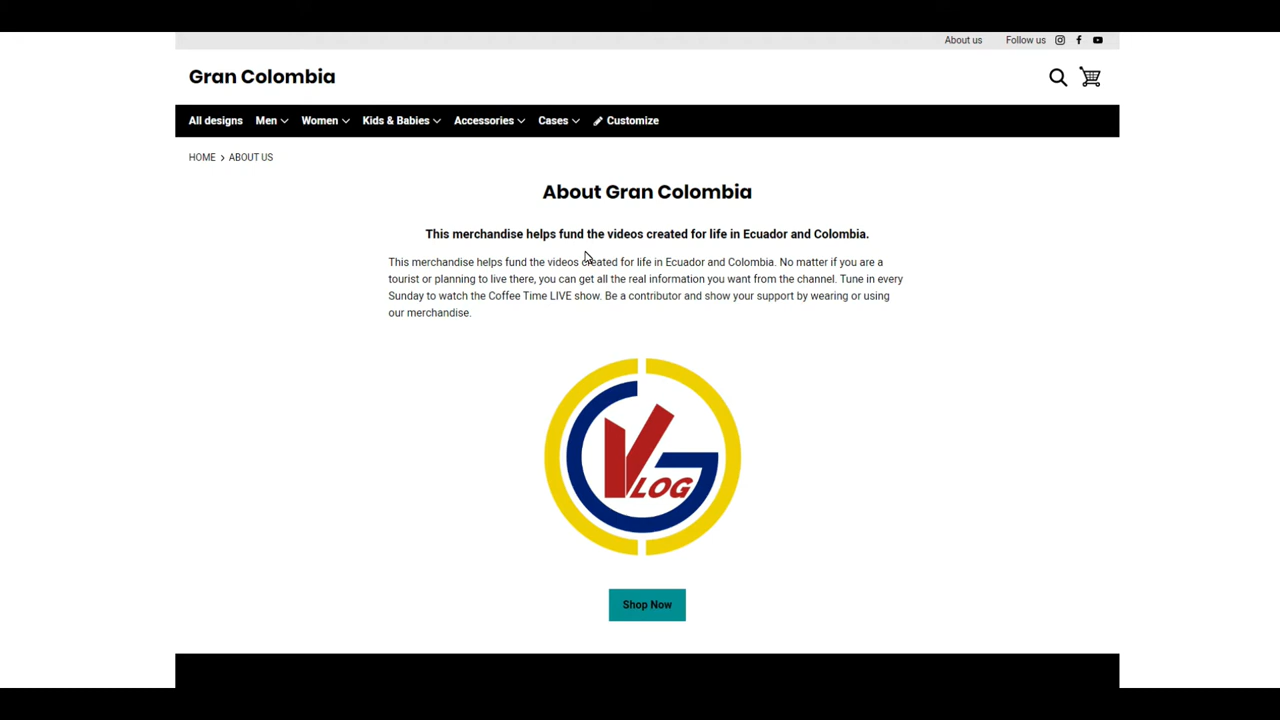 About us Follow us
Gran Colombia
All designs Men Women Kids & Babies Accessories Cases Customize
HOME > ABOUT US
About Gran Colombia
This merchandise helps fund the videos created for life in Ecuador and Colombia.
This merchandise helps fund the videos created for life in Ecuador and Colombia. No matter if you are a
tourist or planning to live there, you can get all the real information you want from the channel. Tune in every
Sunday to watch the Coffee Time LIVE show. Be a contributor and show your support by wearing or using
our merchandise.
VLOG
Shop Now